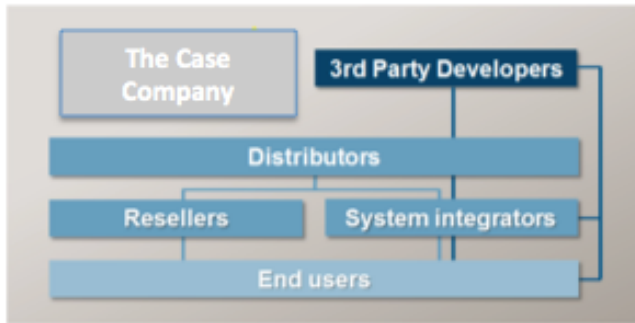 The Case
Company
3rd Party Developers
Distributors
Resellers
System integrators
End users